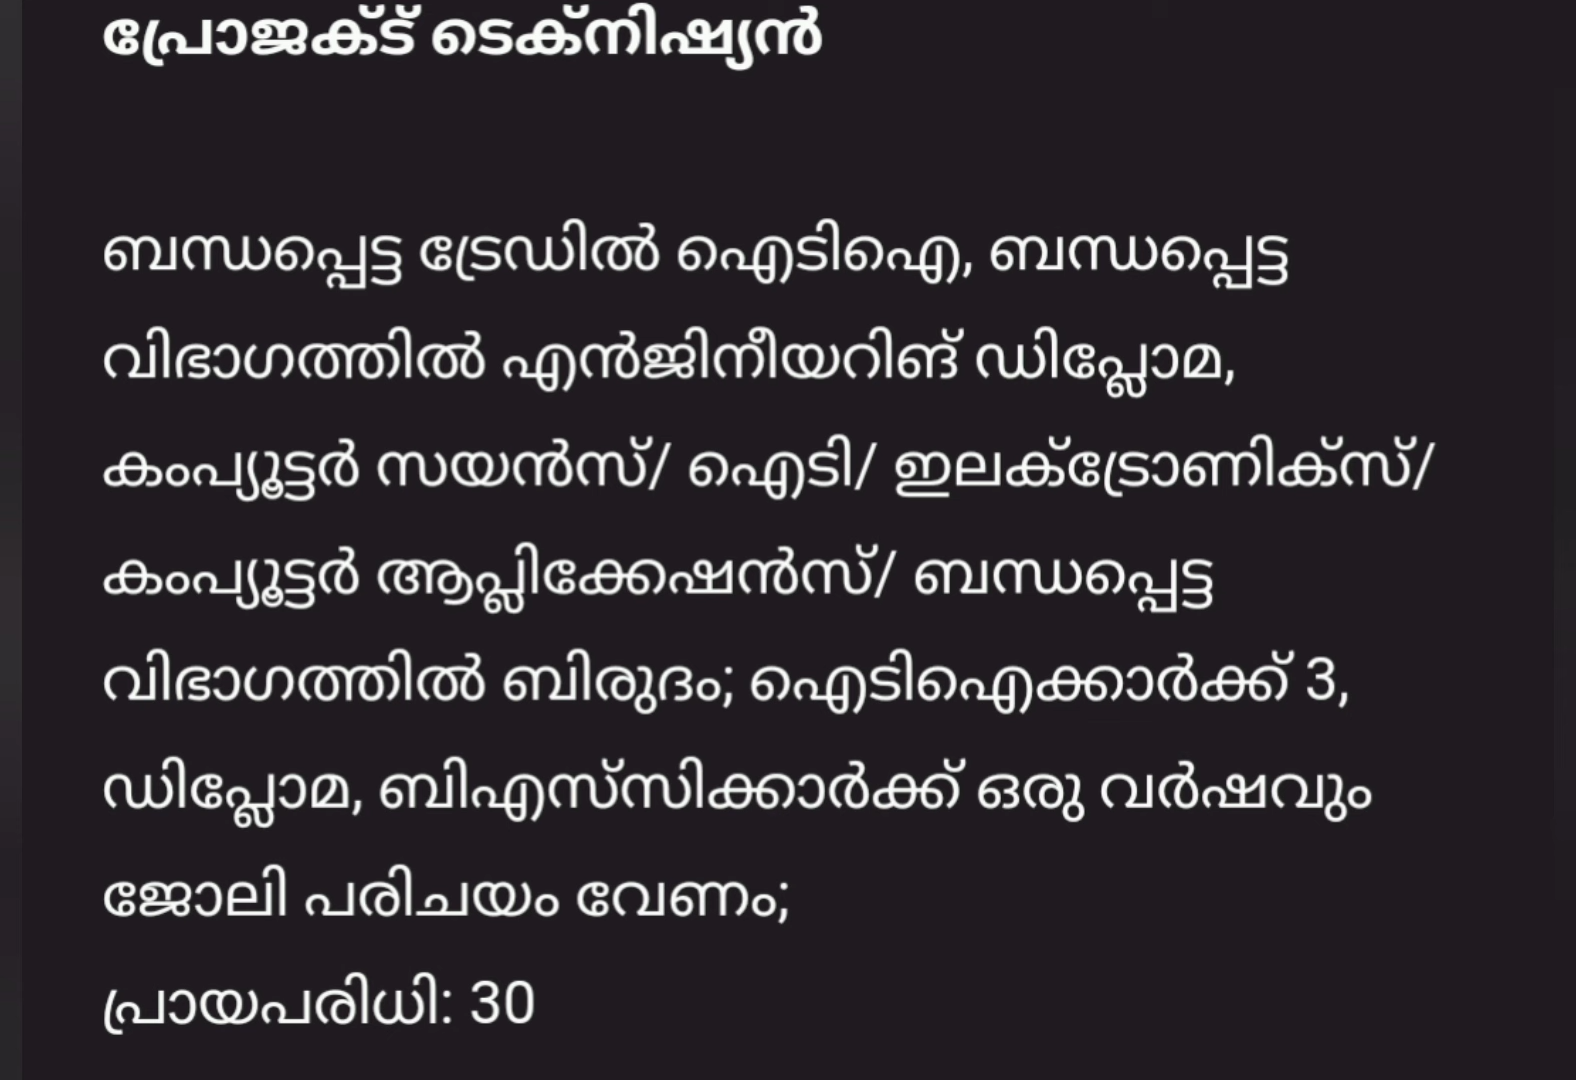 പ്രോജക്ട് ടെക്നിഷ്യൻ
ബന്ധപ്പെട്ട ട്രേഡിൽ ഐടിഐ, ബന്ധപ്പെട്ട
വിഭാഗത്തിൽ എൻജിനീയറിങ് ഡിപ്ലോമ,
കംപ്യൂട്ടർ സയൻസ്/ ഐടി/ ഇലക്ട്രോണിക്സ്/
കംപ്യൂട്ടർ ആപ്ലിക്കേഷൻസ്/ ബന്ധപ്പെട്ട
വിഭാഗത്തിൽ ബിരുദം; ഐടിഐക്കാർക്ക് 3,
ഡിപ്ലോമ, ബിഎസ്‌സിക്കാർക്ക് ഒരു വർഷവും
ജോലി പരിചയം വേണം;
പ്രായപരിധി: 30